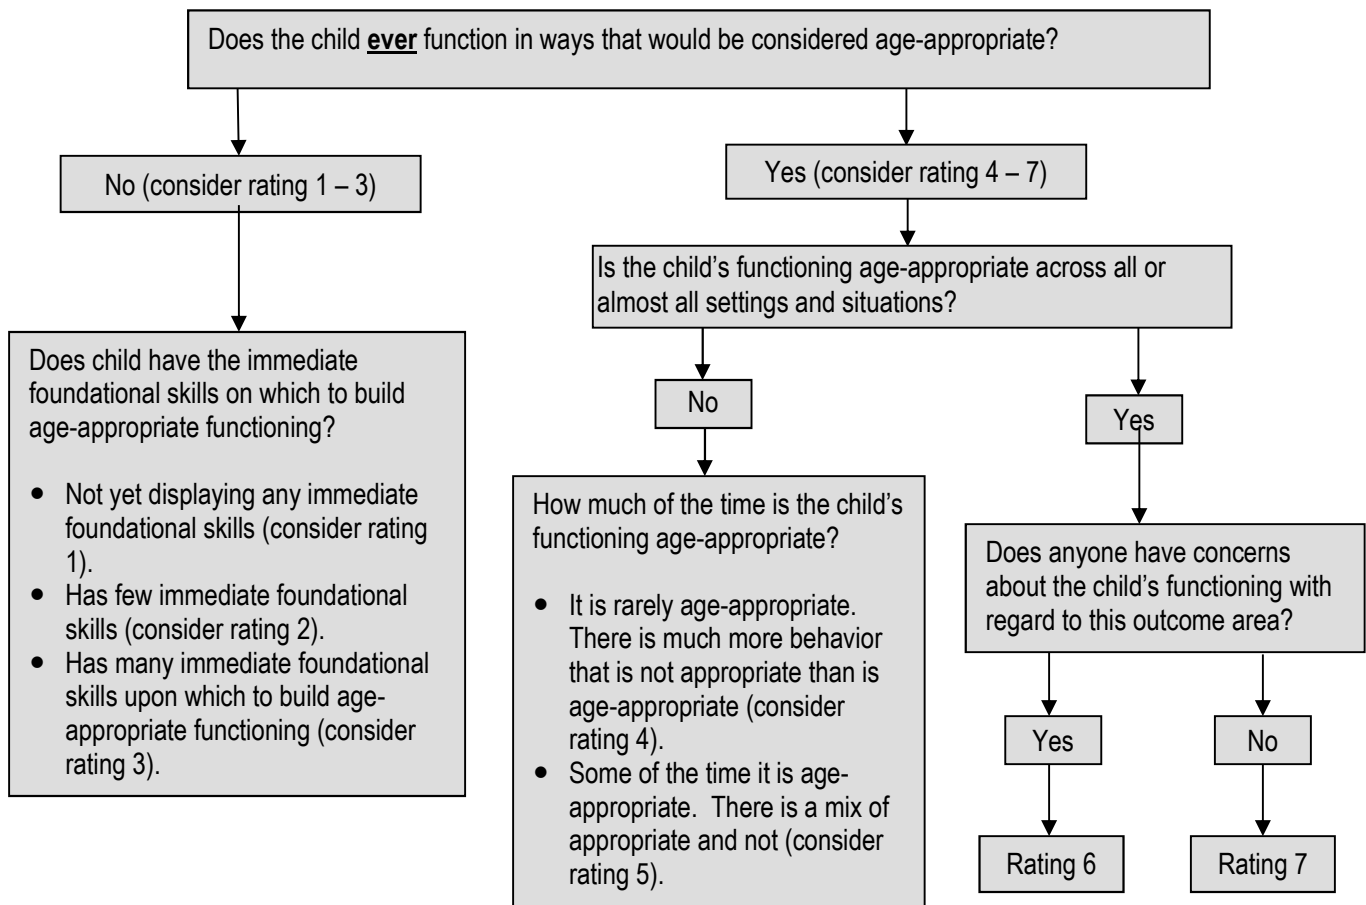 Does the child ever function in ways that would be considered age-appropriate?
No (consider rating 1 – 3)
Yes (consider rating 4 – 7)
Is the child’s functioning age-appropriate across all or
almost all settings and situations?
Does child have the immediate
foundational skills on which to build
age-appropriate functioning?
• Not yet displaying any immediate
foundational skills (consider rating
1).
• Has few immediate foundational
skills (consider rating 2).
• Has many immediate foundational
skills upon which to build age-
appropriate functioning (consider
rating 3).
No
Yes
How much of the time is the child’s
functioning age-appropriate?
• It is rarely age-appropriate.
There is much more behavior
that is not appropriate than is
age-appropriate (consider
rating 4).
• Some of the time it is age-
appropriate.  There is a mix of
appropriate and not (consider
rating 5).
Does anyone have concerns
about the child’s functioning with
regard to this outcome area?
Yes
No
Rating 6
Rating 7